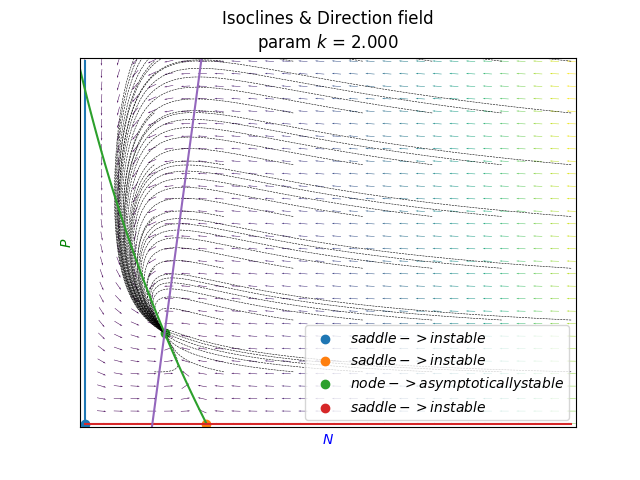 Isoclines & Direction field
param k = 2.000
P
saddle−>instable
saddle−>instable
node−>asymptoticallystable
saddle−>instable
N